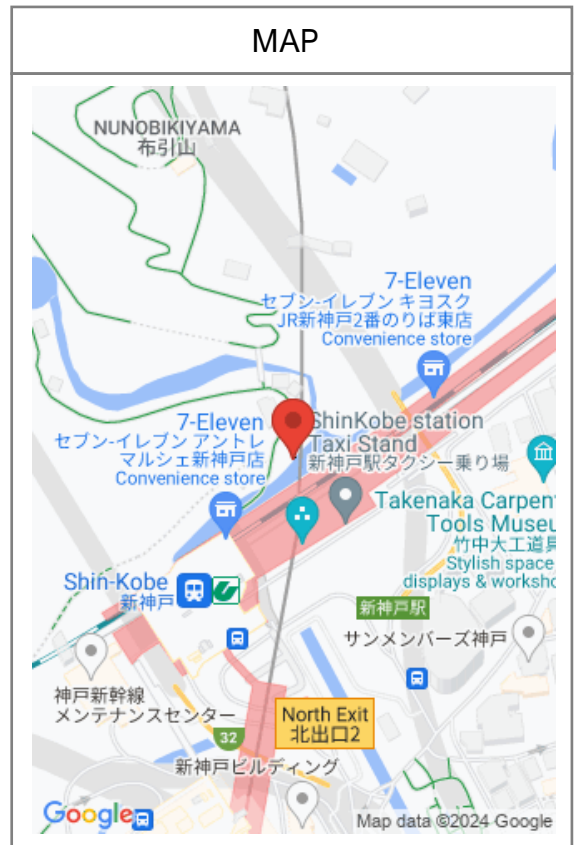 MAP
NUNOBIKIYAMA
布引山
7-Eleven
セブン-イレブン キヨスク
JR新神戸2番のりば東店
Convenience store
7-Eleven
セブン-イレブン アントレ
マルシェ新神戸店
Convenience store
ShinKobe station
Taxi Stand
新神戸駅タクシー乗り場
Takenaka Carpen
Tools Museu
竹中大工道具
Stylish space
displays & worksho
Shin-Kobe
新神戸
新神戸駅
サンメンバーズ神戸
神戸新幹線
メンテナンスセンター
North Exit
北出口2
32
新神戸ビルディング
Google
Map data ©2024 Google